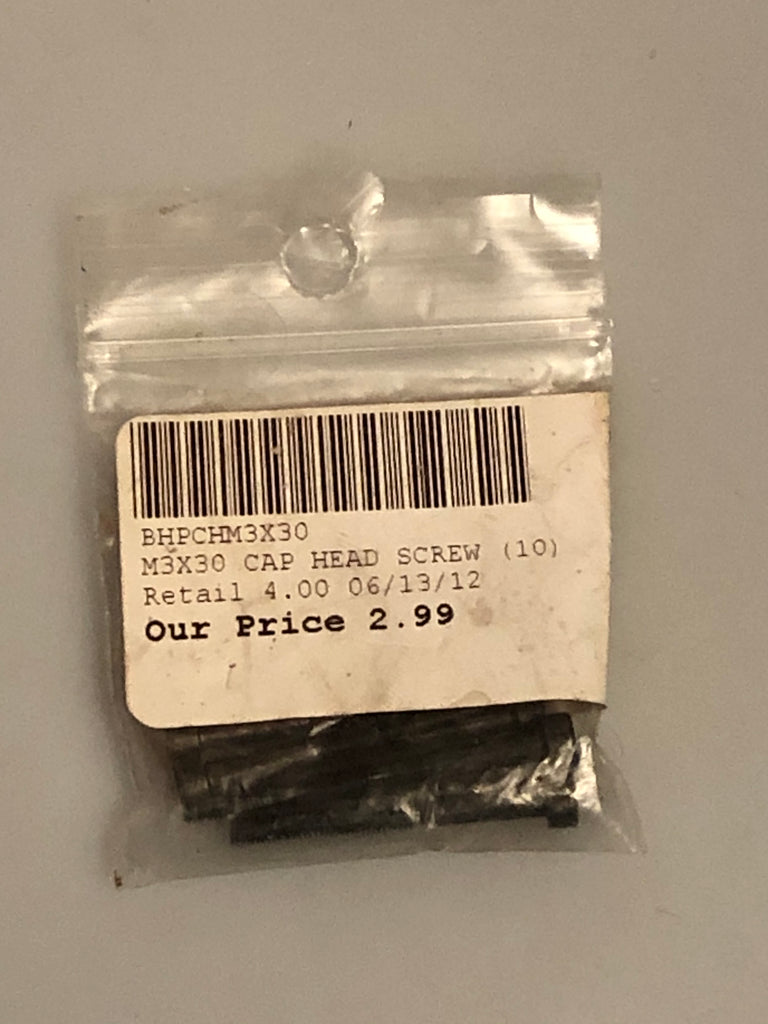 BHPCHM3X30
M3X30 CAP HEAD SCREW (10)
Retail 4.00 06/13/12
Our Price 2.99